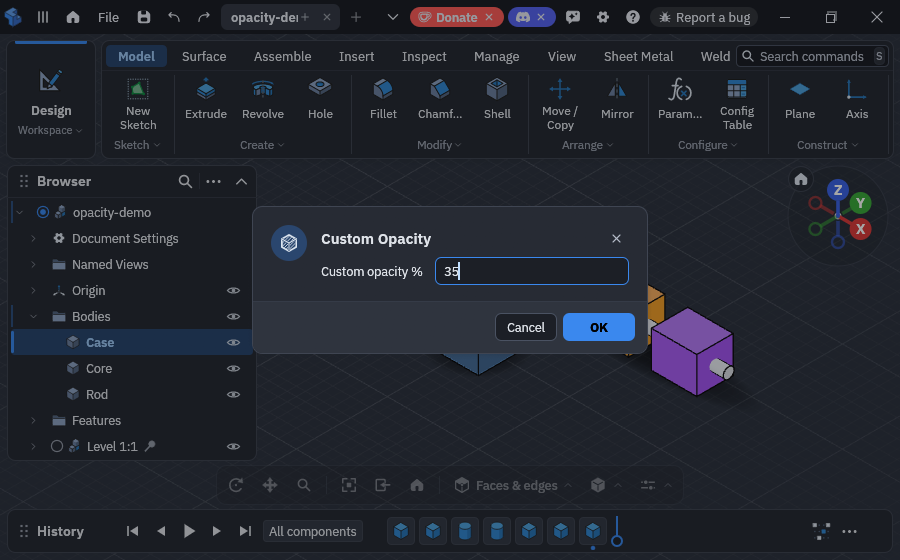 File
opacity-de
Donate
Report a bug
Model
Surface
Assemble
Insert
Inspect
Manage
View
Sheet Metal
Weld
Search commands
S
Design
Workspace
New
Sketch
Extrude
Revolve
Hole
Fillet
Chamf...
Shell
Move /
Copy
Mirror
Param...
Config
Table
Plane
Axis
Sketch
Create
Modify
Arrange
Configure
Construct
Browser
opacity-demo
Document Settings
Named Views
Origin
Bodies
Case
Core
Rod
Features
Level 1:1
Z
Y
X
Custom Opacity
Custom opacity %
35
Cancel
OK
Faces & edges
History
All components